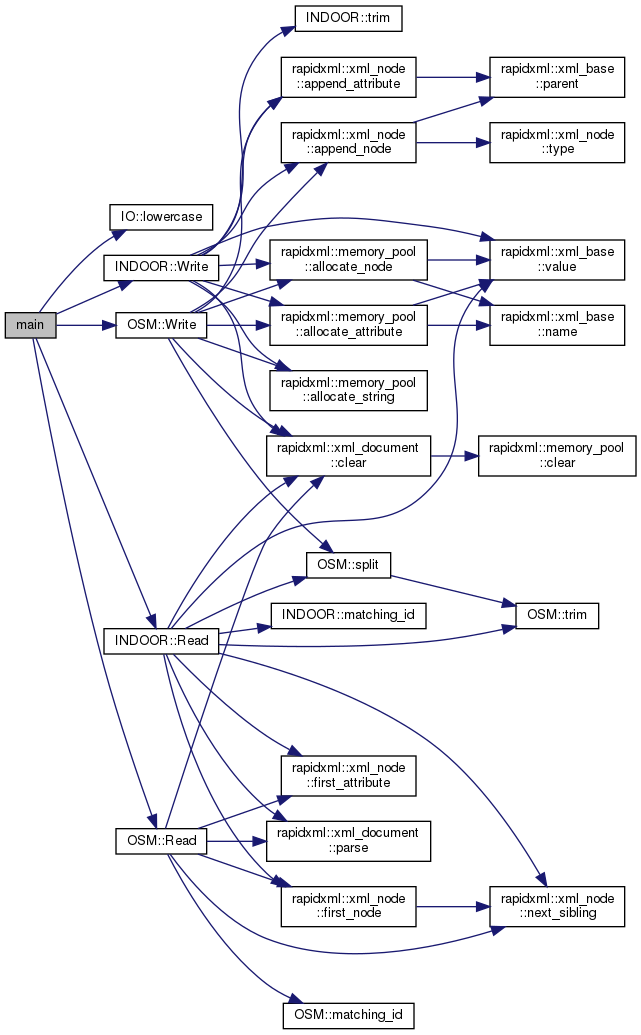 INDOOR::trim
rapidxml::xml_node
::append_attribute
rapidxml::xml_base
::parent
rapidxml::xml_node
::append_node
rapidxml::xml_node
::type
IO::lowercase
INDOOR::Write
rapidxml::memory_pool
::allocate_node
rapidxml::xml_base
::value
main
OSM::Write
rapidxml::memory_pool
::allocate_attribute
rapidxml::xml_base
::name
rapidxml::memory_pool
::allocate_string
rapidxml::xml_document
::clear
rapidxml::memory_pool
::clear
OSM::split
INDOOR::matching_id
OSM::trim
INDOOR::Read
rapidxml::xml_node
::first_attribute
OSM::Read
rapidxml::xml_document
::parse
rapidxml::xml_node
::first_node
rapidxml::xml_node
::next_sibling
OSM::matching_id